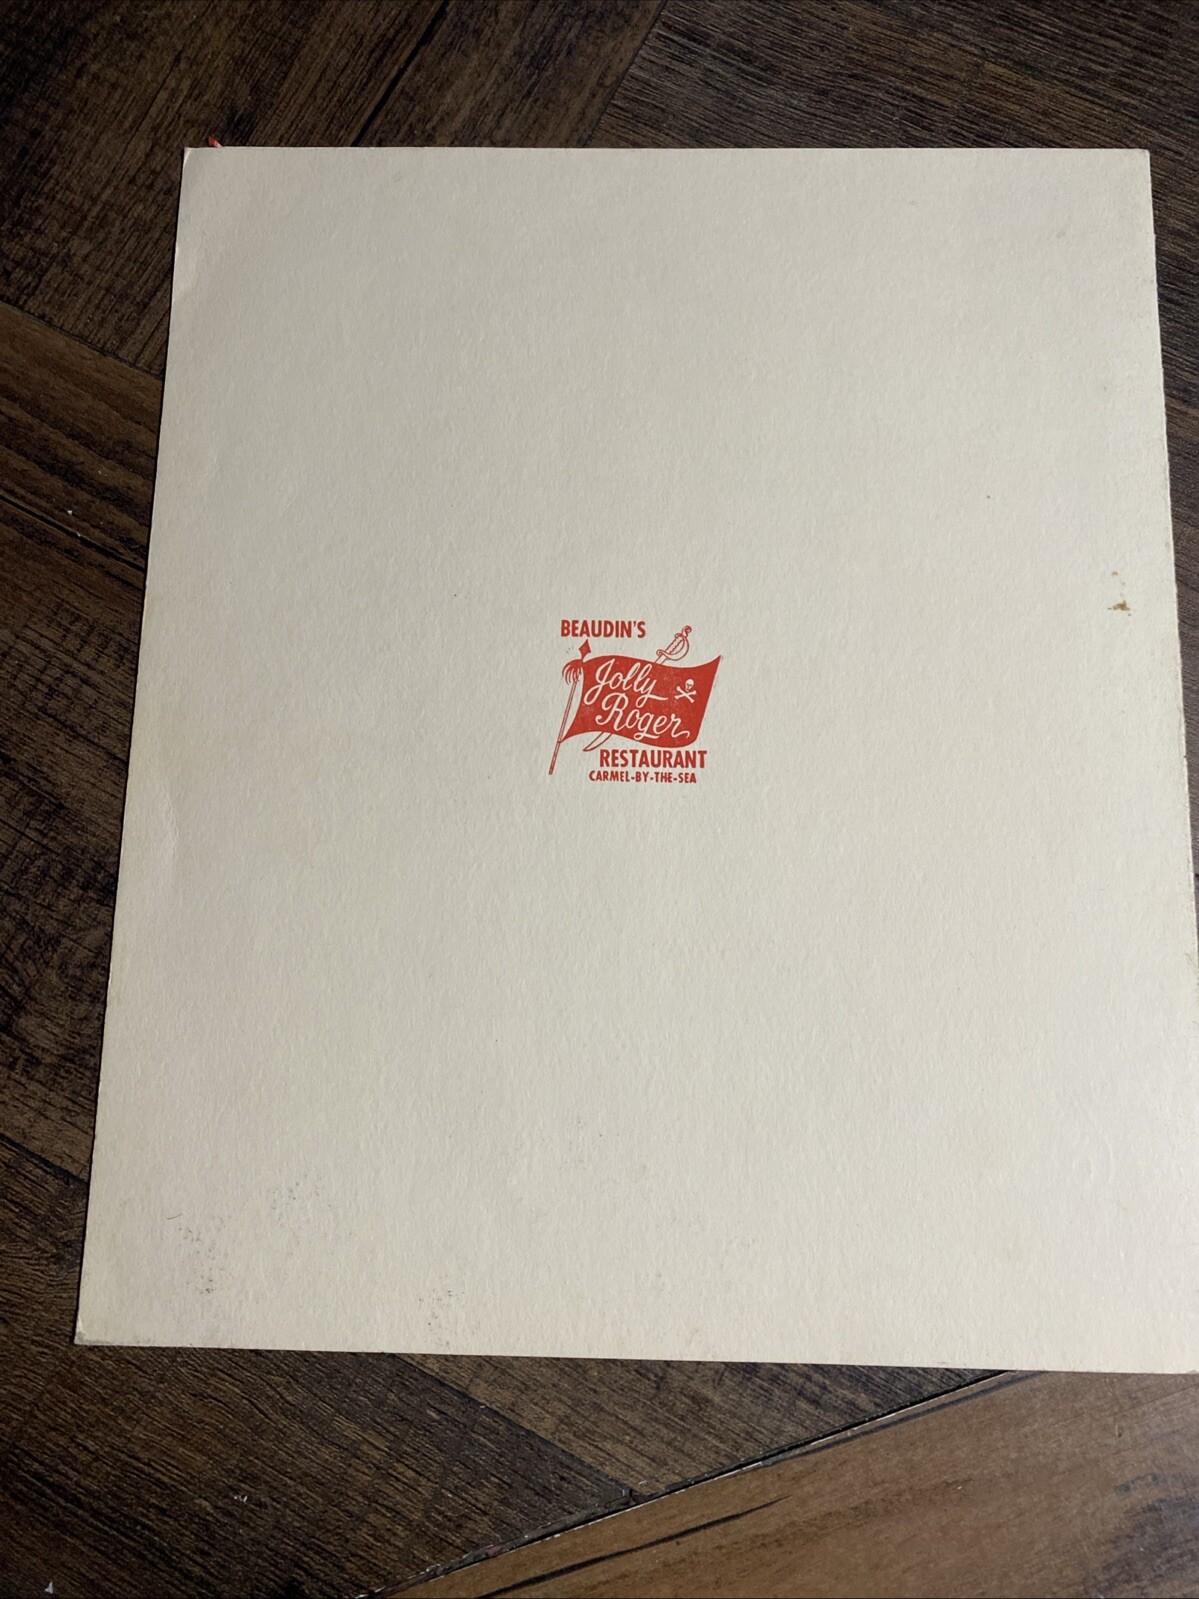 BEAUDIN'S
Jolly
Roger
RESTAURANT
CARMEL-BY-THE-SEA